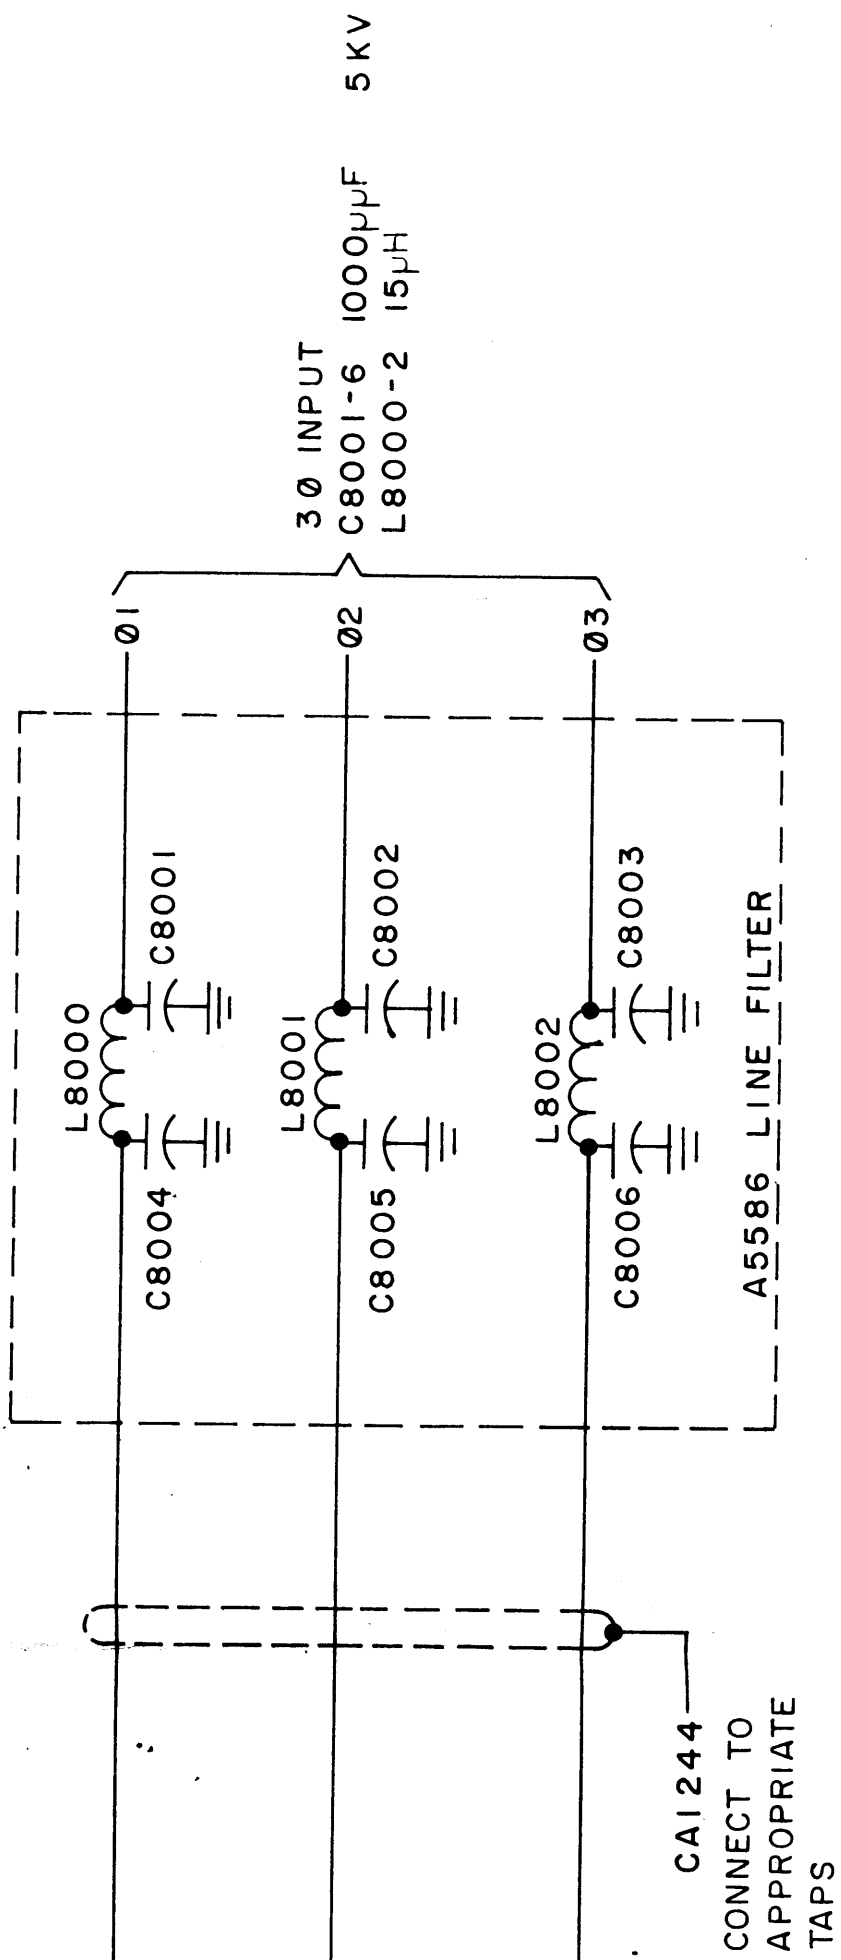 3Ø INPUT
C8001-6 1000µµF 5KV
L8000-2 15µH
Ø1
Ø2
Ø3
L8000
C8004
C8001
L8001
C8005
C8002
L8002
C8006
C8003
A5586 LINE FILTER
CA1244
CONNECT TO
APPROPRIATE
TAPS